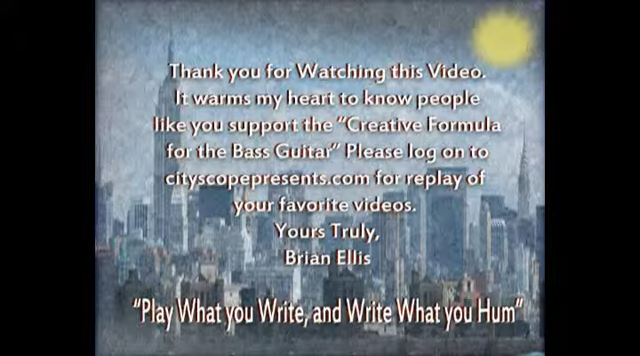 Thank you for Watching this Video.
It warms my heart to know people
like you support the “Creative Formula
for the Bass Guitar” Please log on to
cityscopepresents.com for replay of
your favorite videos.
Yours Truly,
Brian Ellis
“Play What you Write, and Write What you Hum”